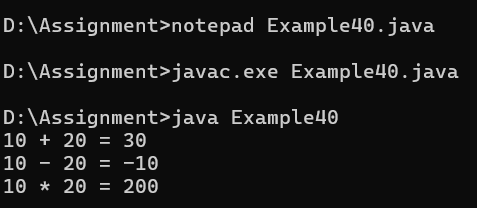 D:\Assignment>notepad Example40.java
D:\Assignment>javac.exe Example40.java
D:\Assignment>java Example40
10 + 20 = 30
10 - 20 = -10
10 * 20 = 200